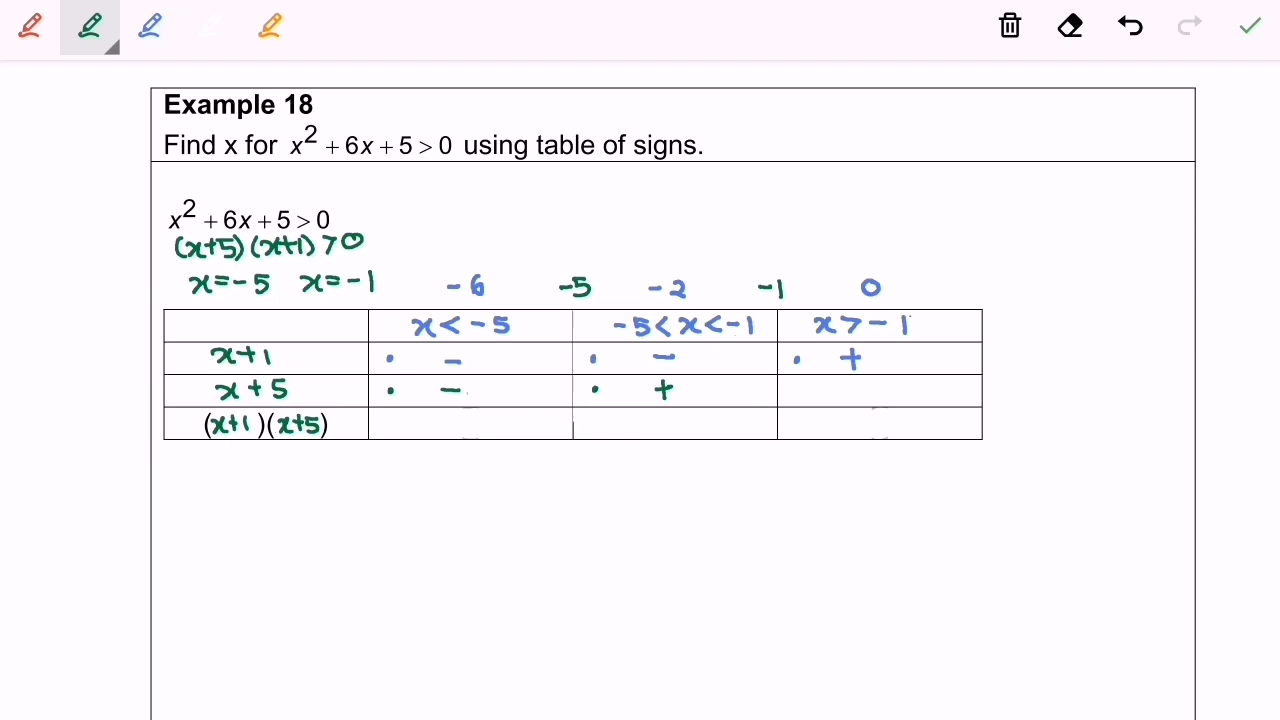 Example 18
Find x for x² + 6x + 5 > 0 using table of signs.
x² + 6x + 5 > 0
(x+5)(x+1) > 0
x = -5 x = -1 -6 -5 -2 -1 0
x < -5 -5 < x < -1 x > -1
x+1 · - · - · +
x+5 · - · +
(x+1)(x+5)